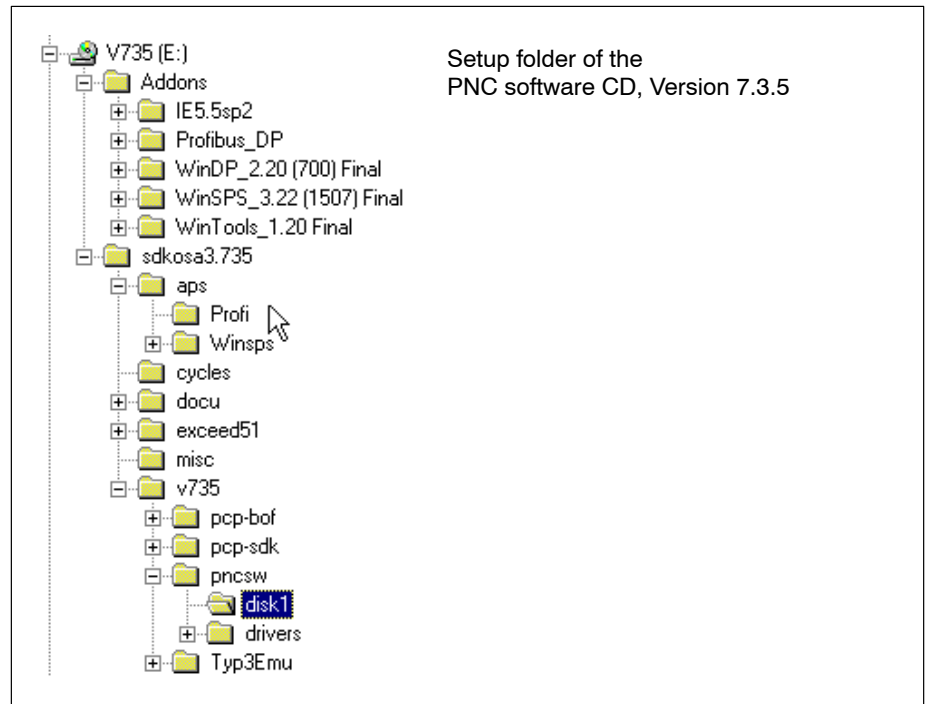 V735 (E:)
Setup folder of the
PNC software CD, Version 7.3.5
Addons
IE5.5sp2
Profibus_DP
WinDP_2.20 (700) Final
WinSPS_3.22 (1507) Final
WinTools_1.20 Final
sdkosa3.735
aps
Profi
Winsps
cycles
docu
exceed51
misc
v735
pcp-bof
pcp-sdk
pncsw
disk1
drivers
Typ3Emu